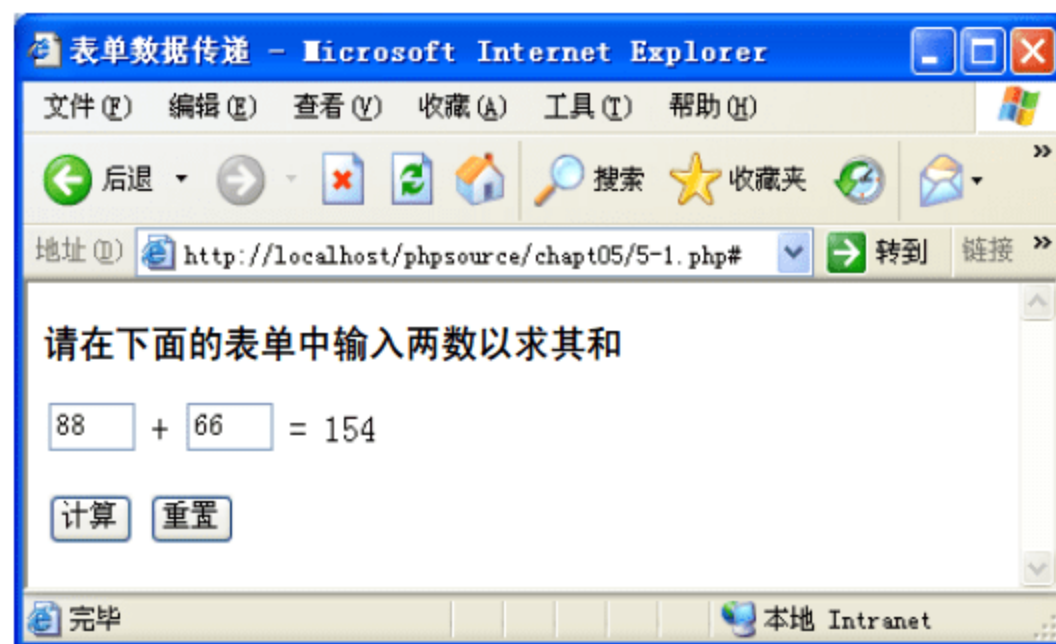 表单数据传递 - Microsoft Internet Explorer
文件(F) 编辑(E) 查看(V) 收藏(A) 工具(T) 帮助(H)
后退 搜索 收藏夹 »
地址(D) http://localhost/phpsource/chapt05/5-1.php# 转到 链接 »
请在下面的表单中输入两数以求其和
88 + 66 = 154
计算 重置
完毕 本地 Intranet